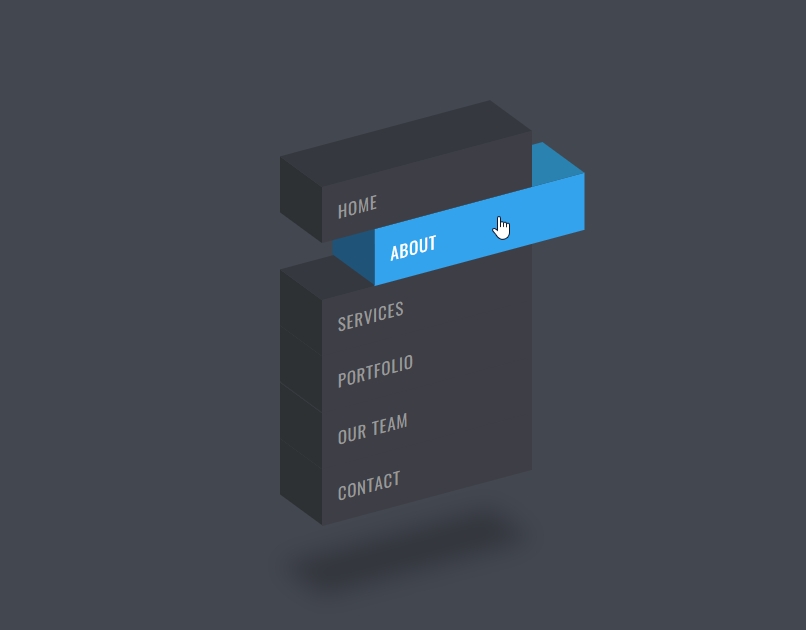 HOME
ABOUT
SERVICES
PORTFOLIO
OUR TEAM
CONTACT